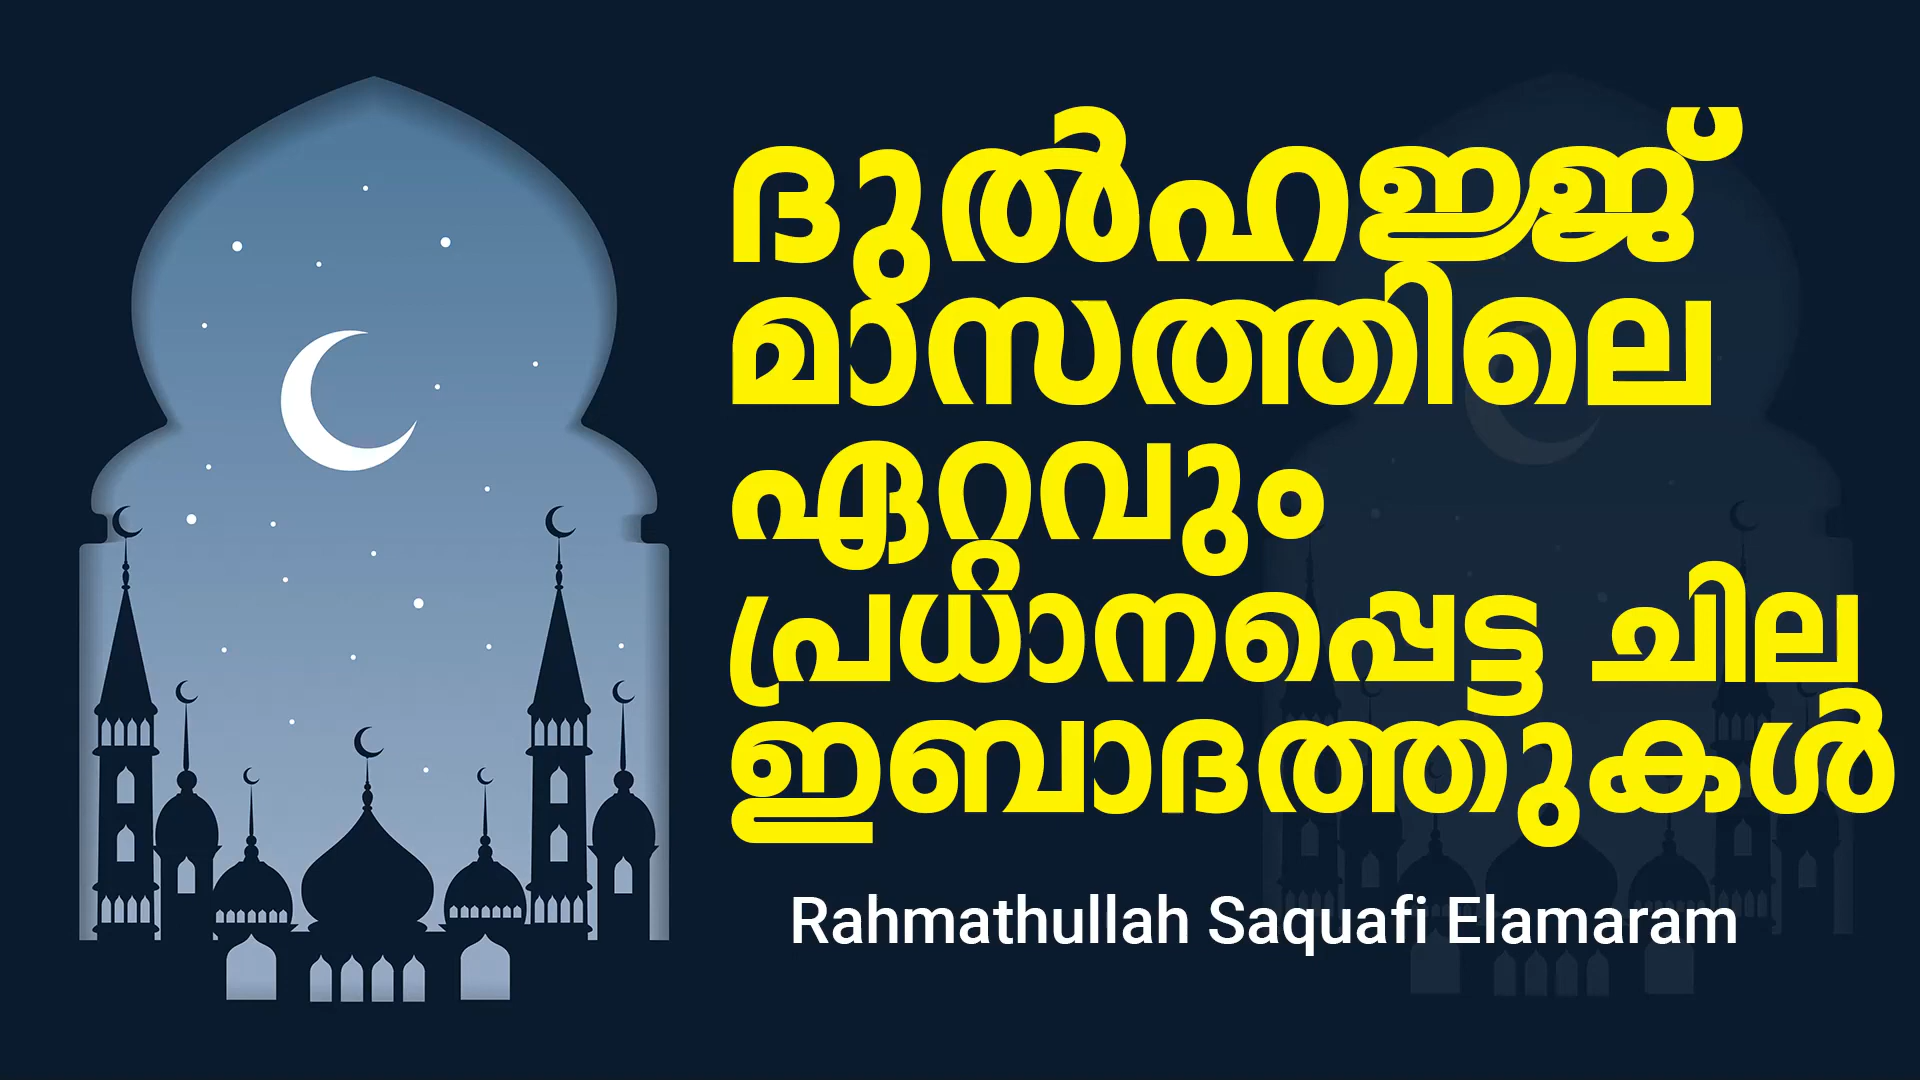 ദുൽഹജ്ജ്
മാസത്തിലെ
ഏറ്റവും
പ്രധാനപ്പെട്ട ചില
ഇബാദത്തുകൾ
Rahmathullah Saquafi Elamaram